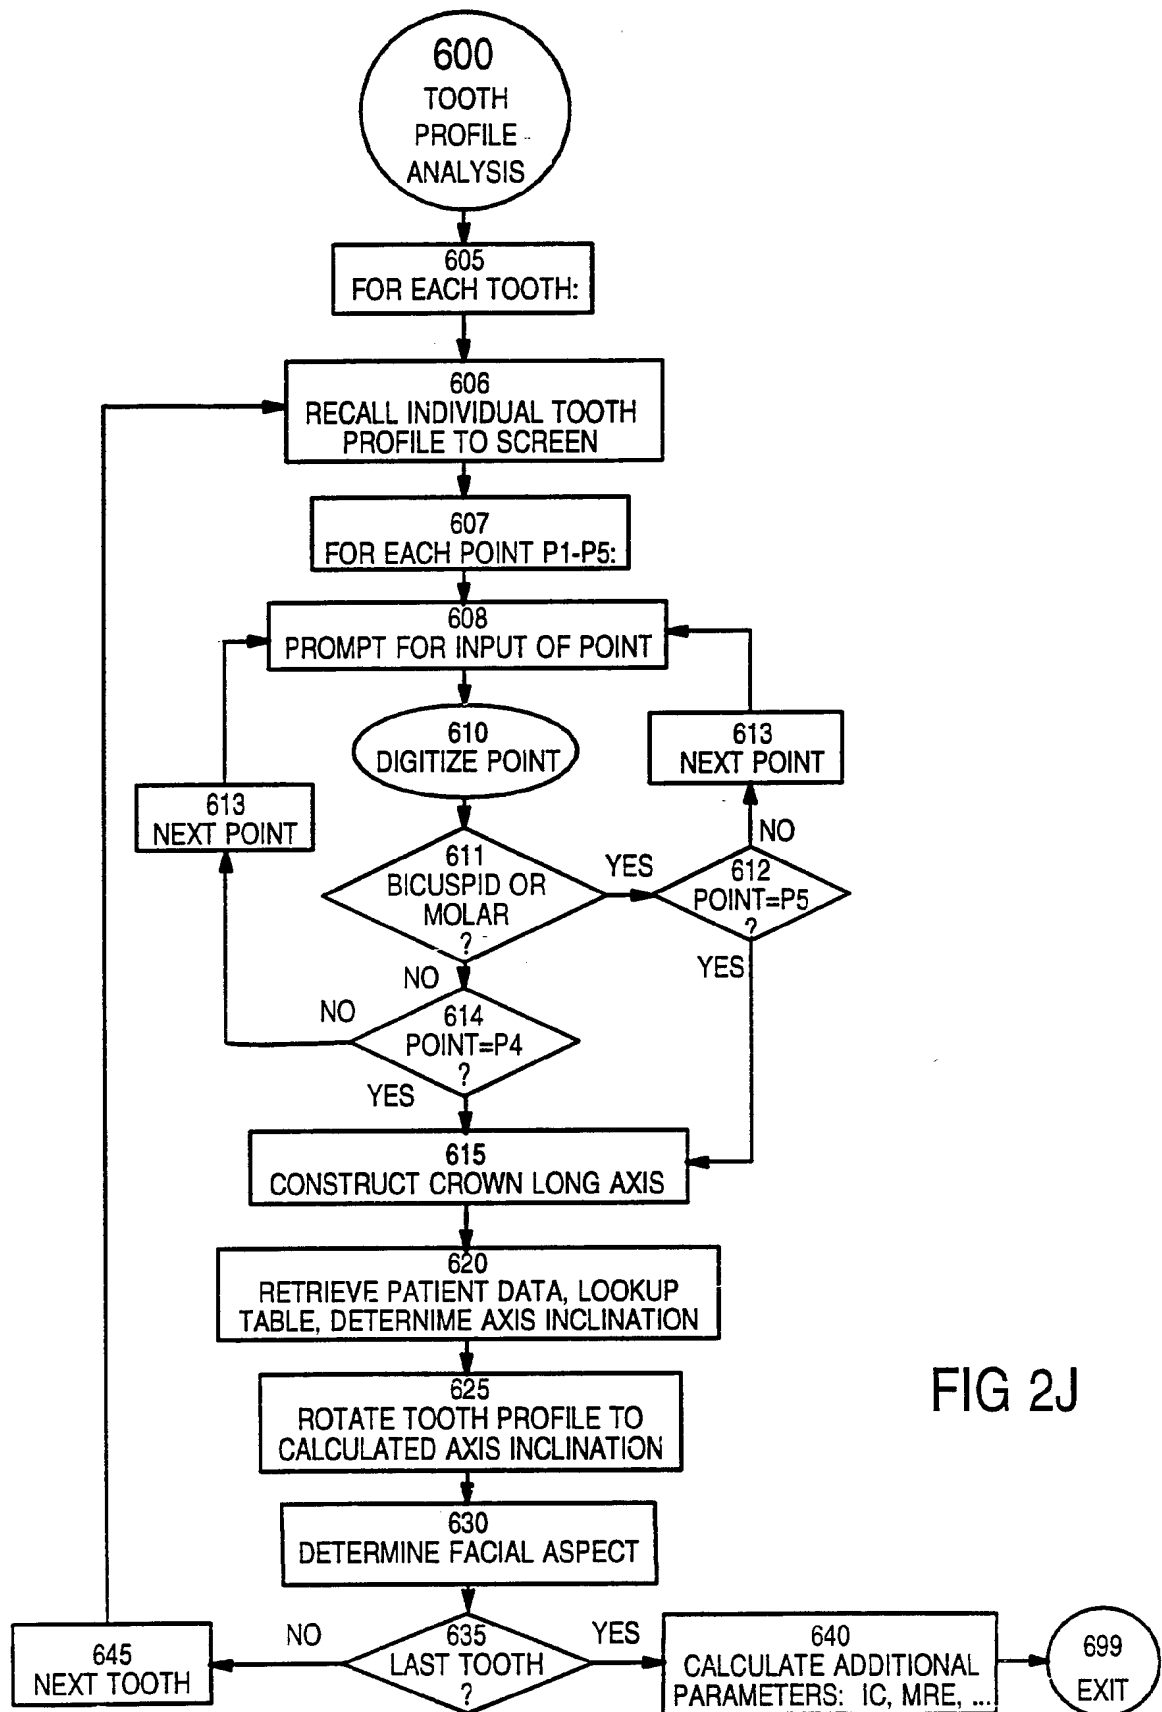 600
TOOTH
PROFILE
ANALYSIS
605
FOR EACH TOOTH:
606
RECALL INDIVIDUAL TOOTH
PROFILE TO SCREEN
607
FOR EACH POINT P1-P5:
608
PROMPT FOR INPUT OF POINT
610
DIGITIZE POINT
613
NEXT POINT
613
NEXT POINT
NO
611
BICUSPID OR
MOLAR
?
YES
612
POINT=P5
?
YES
NO
NO
614
POINT=P4
?
YES
615
CONSTRUCT CROWN LONG AXIS
620
RETRIEVE PATIENT DATA, LOOKUP
TABLE, DETERNIME AXIS INCLINATION
625
ROTATE TOOTH PROFILE TO
CALCULATED AXIS INCLINATION
FIG 2J
630
DETERMINE FACIAL ASPECT
635
LAST TOOTH
?
NO
YES
645
NEXT TOOTH
640
CALCULATE ADDITIONAL
PARAMETERS: IC, MRE, ...
699
EXIT